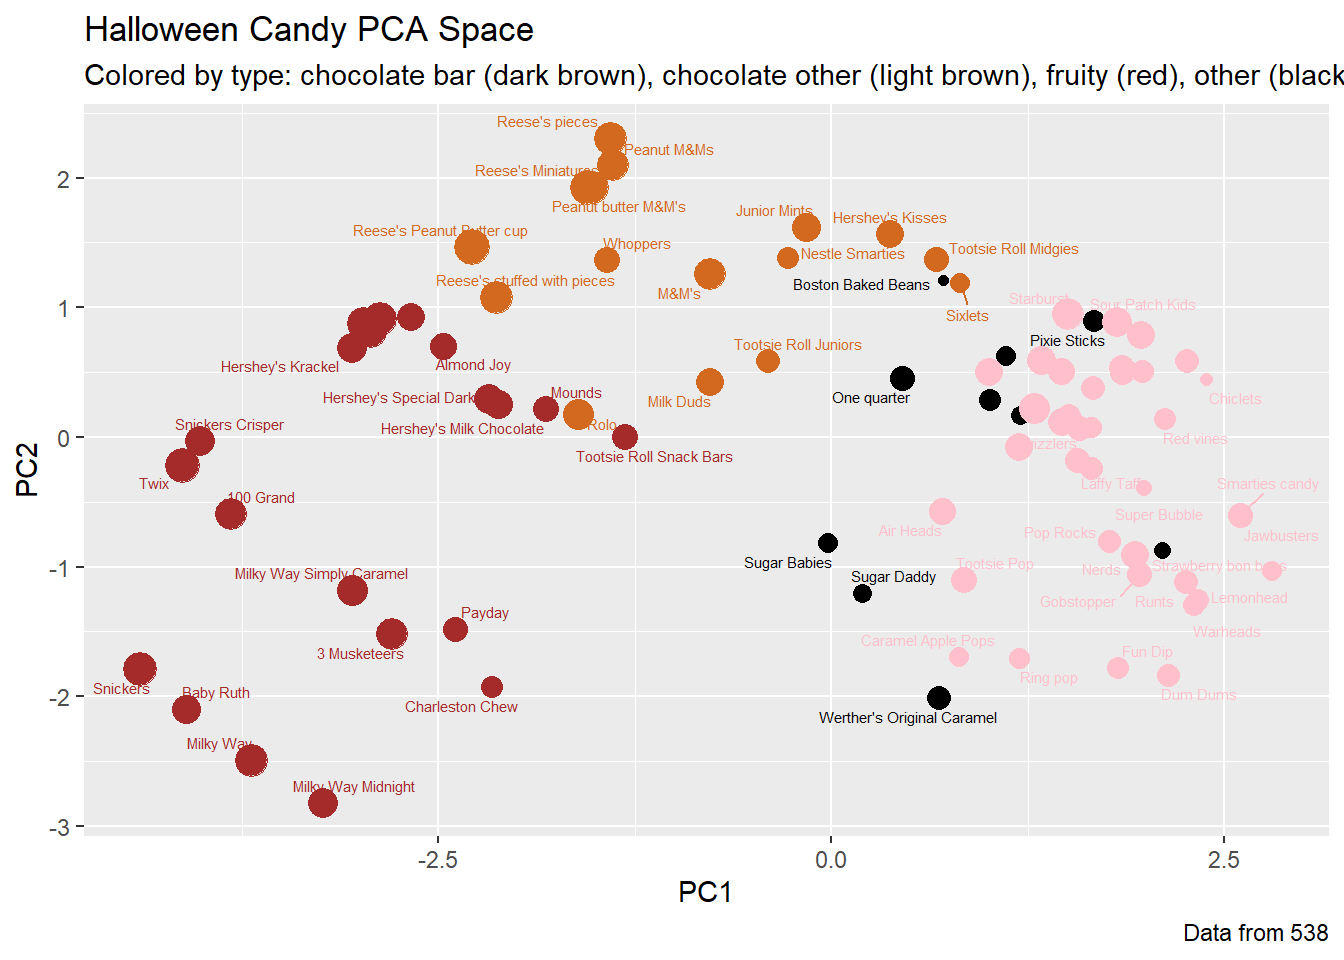 Halloween Candy PCA Space
Colored by type: chocolate bar (dark brown), chocolate other (light brown), fruity (red), other (black
Reese's pieces
Peanut M&Ms
Reese's Miniatures
Peanut butter M&M's
Junior Mints
Hershey's Kisses
Reese's Peanut Butter cup
Whoppers
Nestle Smarties
Tootsie Roll Midgies
Reese's stuffed with pieces
M&M's
Boston Baked Beans
Sixlets
Starburst
Sour Patch Kids
Pixie Sticks
Tootsie Roll Juniors
Hershey's Krackel
Almond Joy
Hershey's Special Dark
Mounds
Milk Duds
One quarter
Chiclets
Snickers Crisper
Hershey's Milk Chocolate
Rolo
Tootsie Roll Snack Bars
Red vines
Twix
100 Grand
Laffy Taffy
Smarties candy
Super Bubble
Air Heads
Pop Rocks
Jawbusters
Milky Way Simply Caramel
Sugar Babies
Sugar Daddy
Tootsie Pop
Nerds
Strawberry bon bons
Gobstopper
Runts
Lemonhead
Payday
3 Musketeers
Caramel Apple Pops
Warheads
Fun Dip
Snickers
Baby Ruth
Charleston Chew
Ring pop
Dum Dums
Werther's Original Caramel
Milky Way
Milky Way Midnight
2
1
0
-1
-2
-3
PC2
-2.5
0.0
2.5
PC1
Data from 538